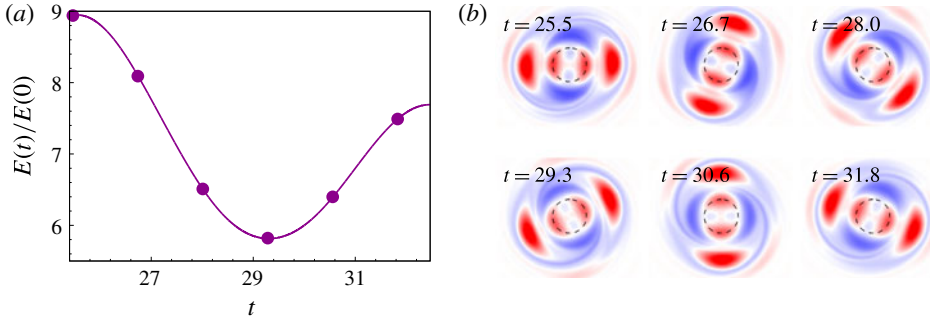 (a)
9
8
7
6
E(t)/E(0)
27
29
31
t
(b)
t = 25.5
t = 26.7
t = 28.0
t = 29.3
t = 30.6
t = 31.8